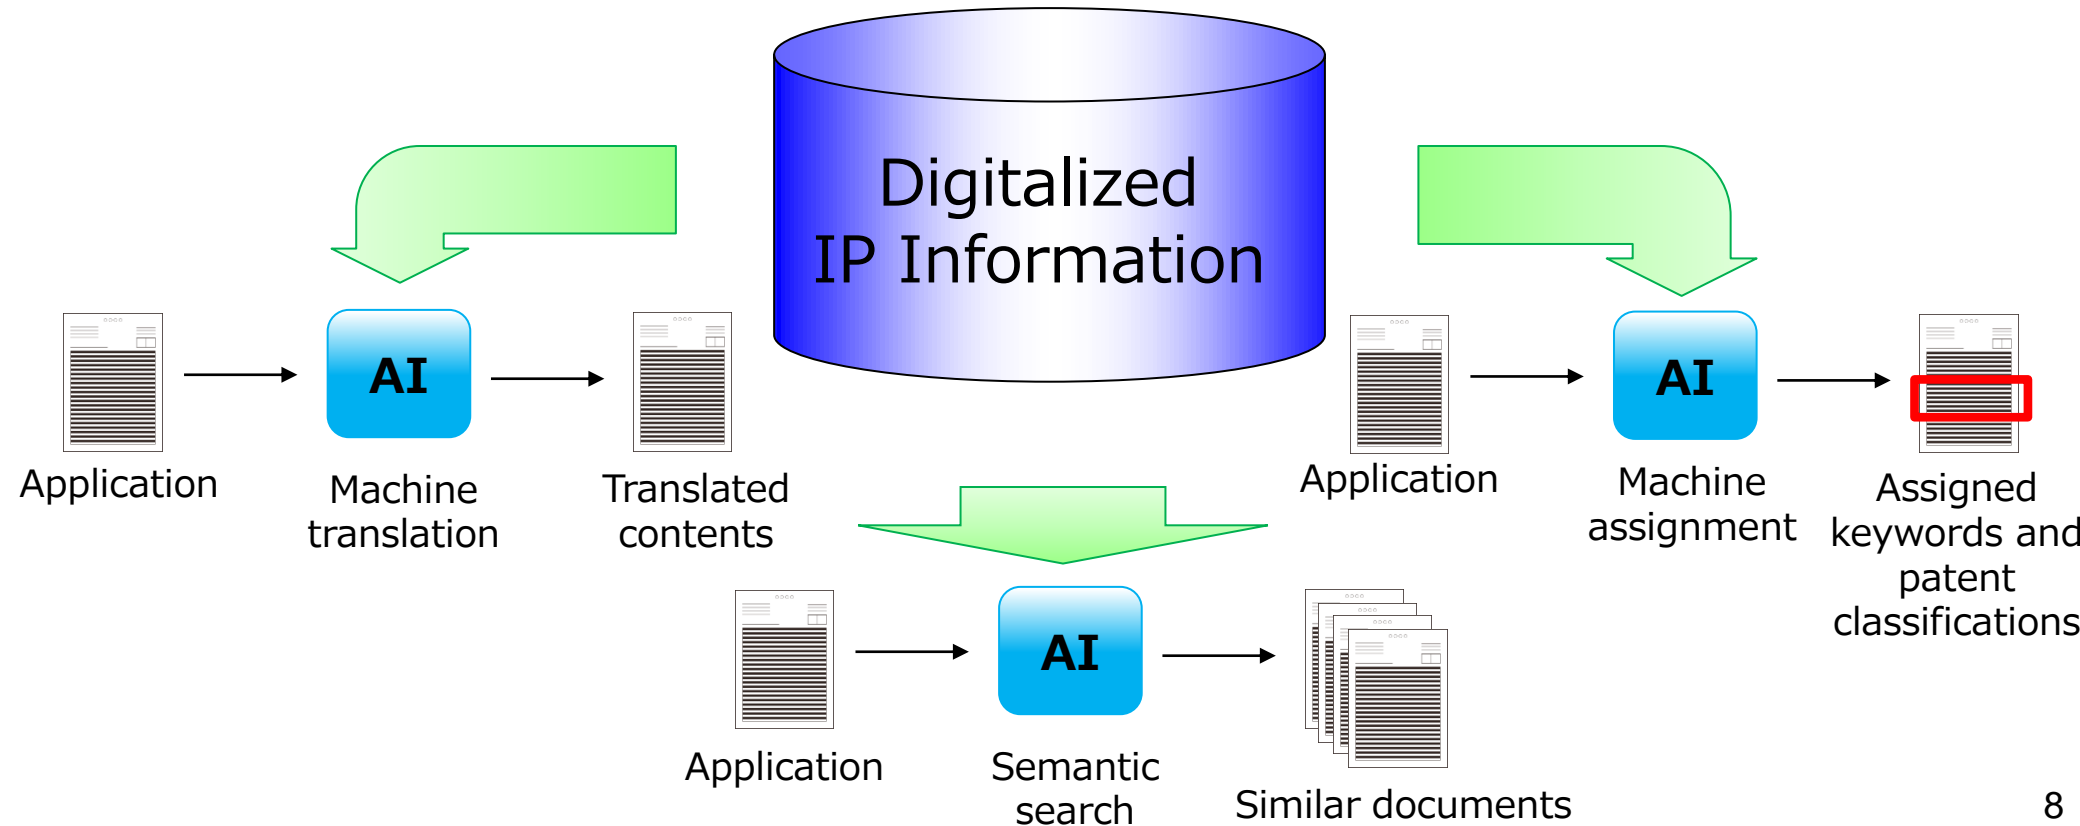 Digitalized
IP Information
AI
Application
Machine
translation
Translated
contents
AI
Application
Machine
assignment
Assigned
keywords and
patent
classifications
AI
Application
Semantic
search
Similar documents
8